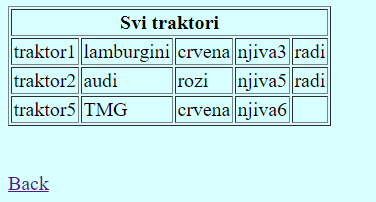 Svi traktori
traktor1 lamburgini crvena njiva3 radi
traktor2 audi rozi njiva5 radi
traktor5 TMG crvena njiva6
Back